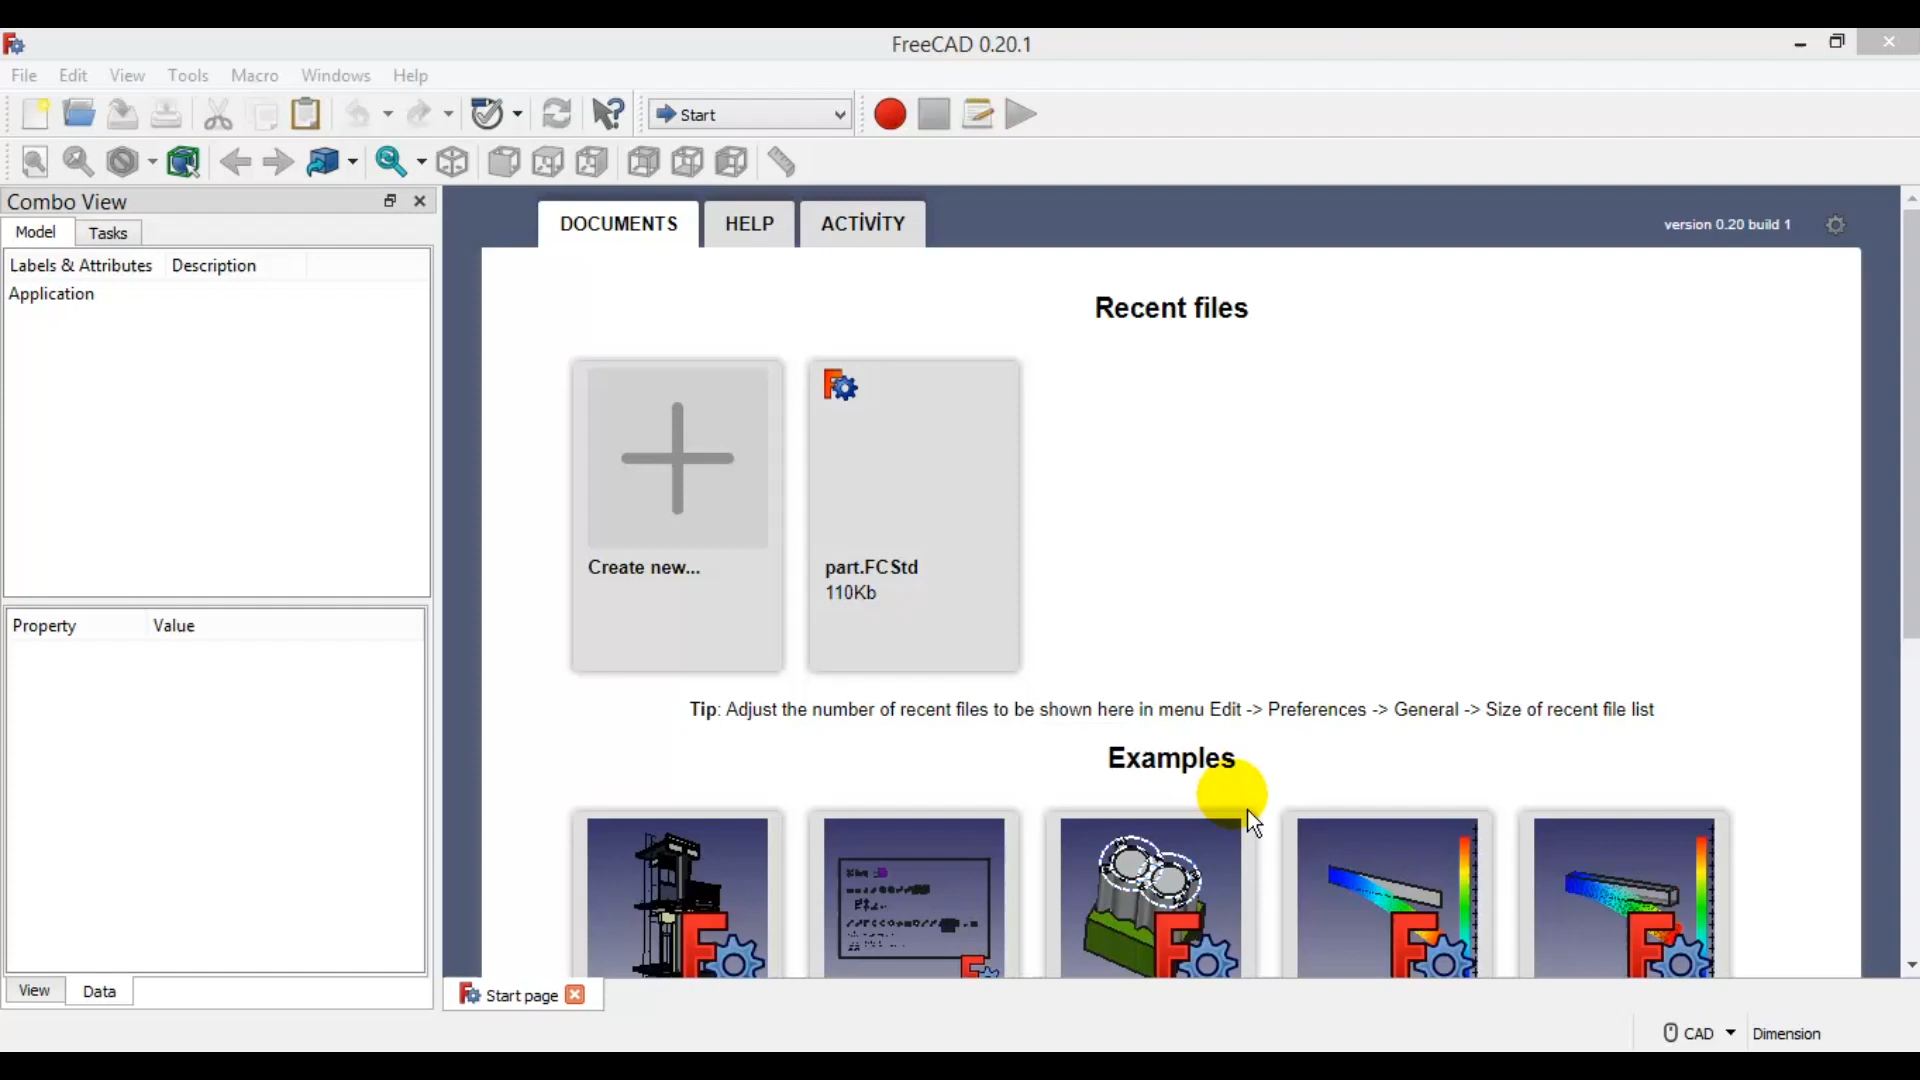 FreeCAD 0.20.1
File Edit View Tools Macro Windows Help
Start
Combo View
Model Tasks
Labels & Attributes Description
Application
Property Value
View Data
DOCUMENTS HELP ACTİVİTY
version 0.20 build 1
Recent files
Create new...
part.FCStd
110Kb
Tip: Adjust the number of recent files to be shown here in menu Edit -> Preferences -> General -> Size of recent file list
Examples
Start page
CAD Dimension